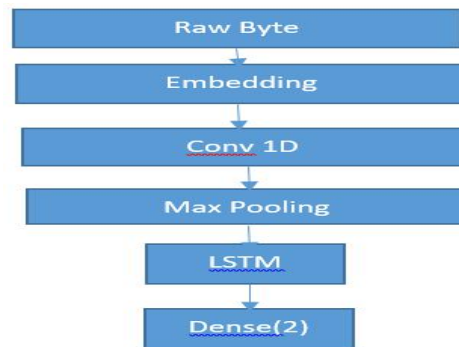 Raw Byte
Embedding
Conv 1D
Max Pooling
LSTM
Dense(2)